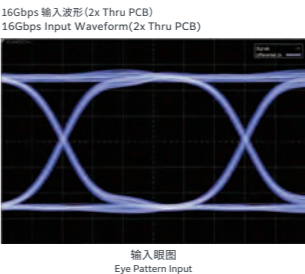 16Gbps 输入波形(2x Thru PCB)
16Gbps Input Waveform(2x Thru PCB)
输入眼图
Eye Pattern Input